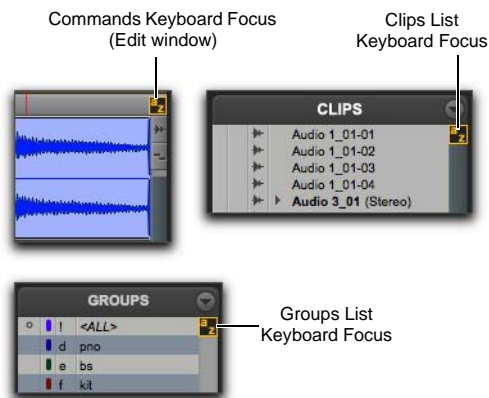 Commands Keyboard Focus
(Edit window)
Clips List
Keyboard Focus
a z
CLIPS
a z
Audio 1_01-01
Audio 1_01-02
Audio 1_01-03
Audio 1_01-04
Audio 3_01 (Stereo)
GROUPS
! <ALL>
a z
d pno
e bs
f kit
Groups List
Keyboard Focus